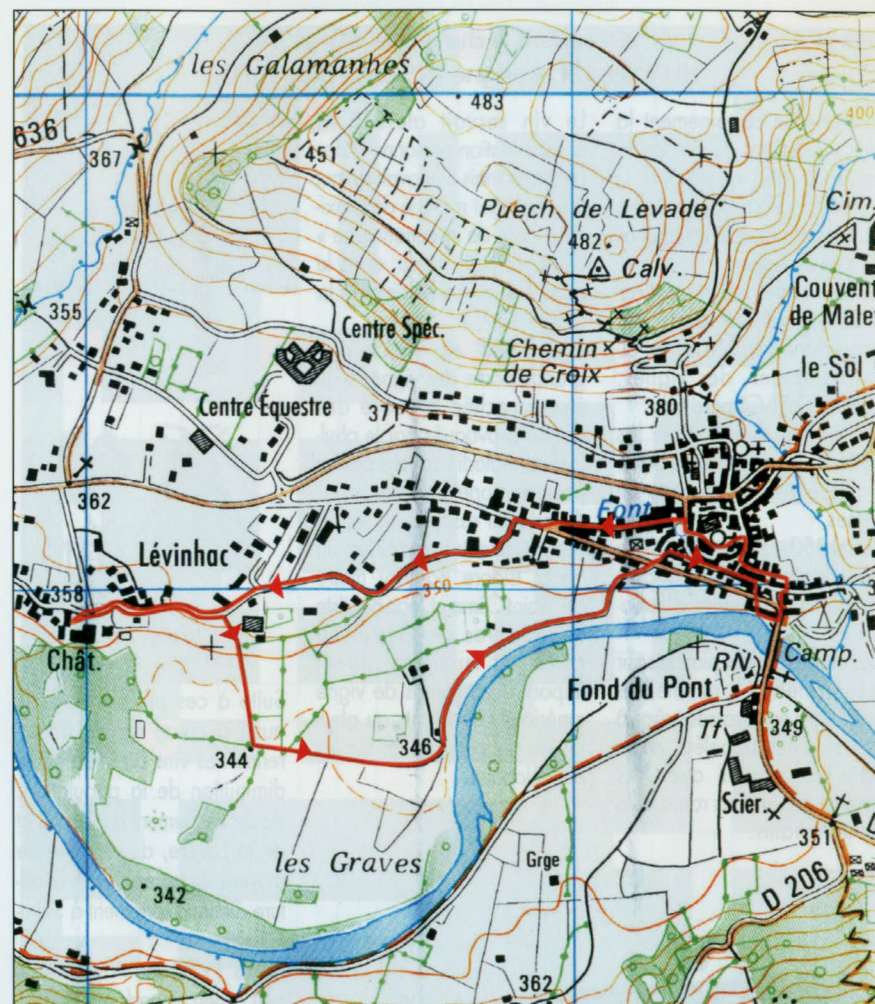 les Galamanhes
483
400
636
367
451
Puech de Levade
Cim.
482
Calv.
355
Couvent
de Malet
Centre Spéc.
Chemin
de Croix
le Sol
Centre Équestre
371
380
362
Font
Lévinhac
350
358
Chât.
Camp.
RN
Fond du Pont
344
346
Tf
349
Scier.
351
les Graves
Grge
342
D 206
362